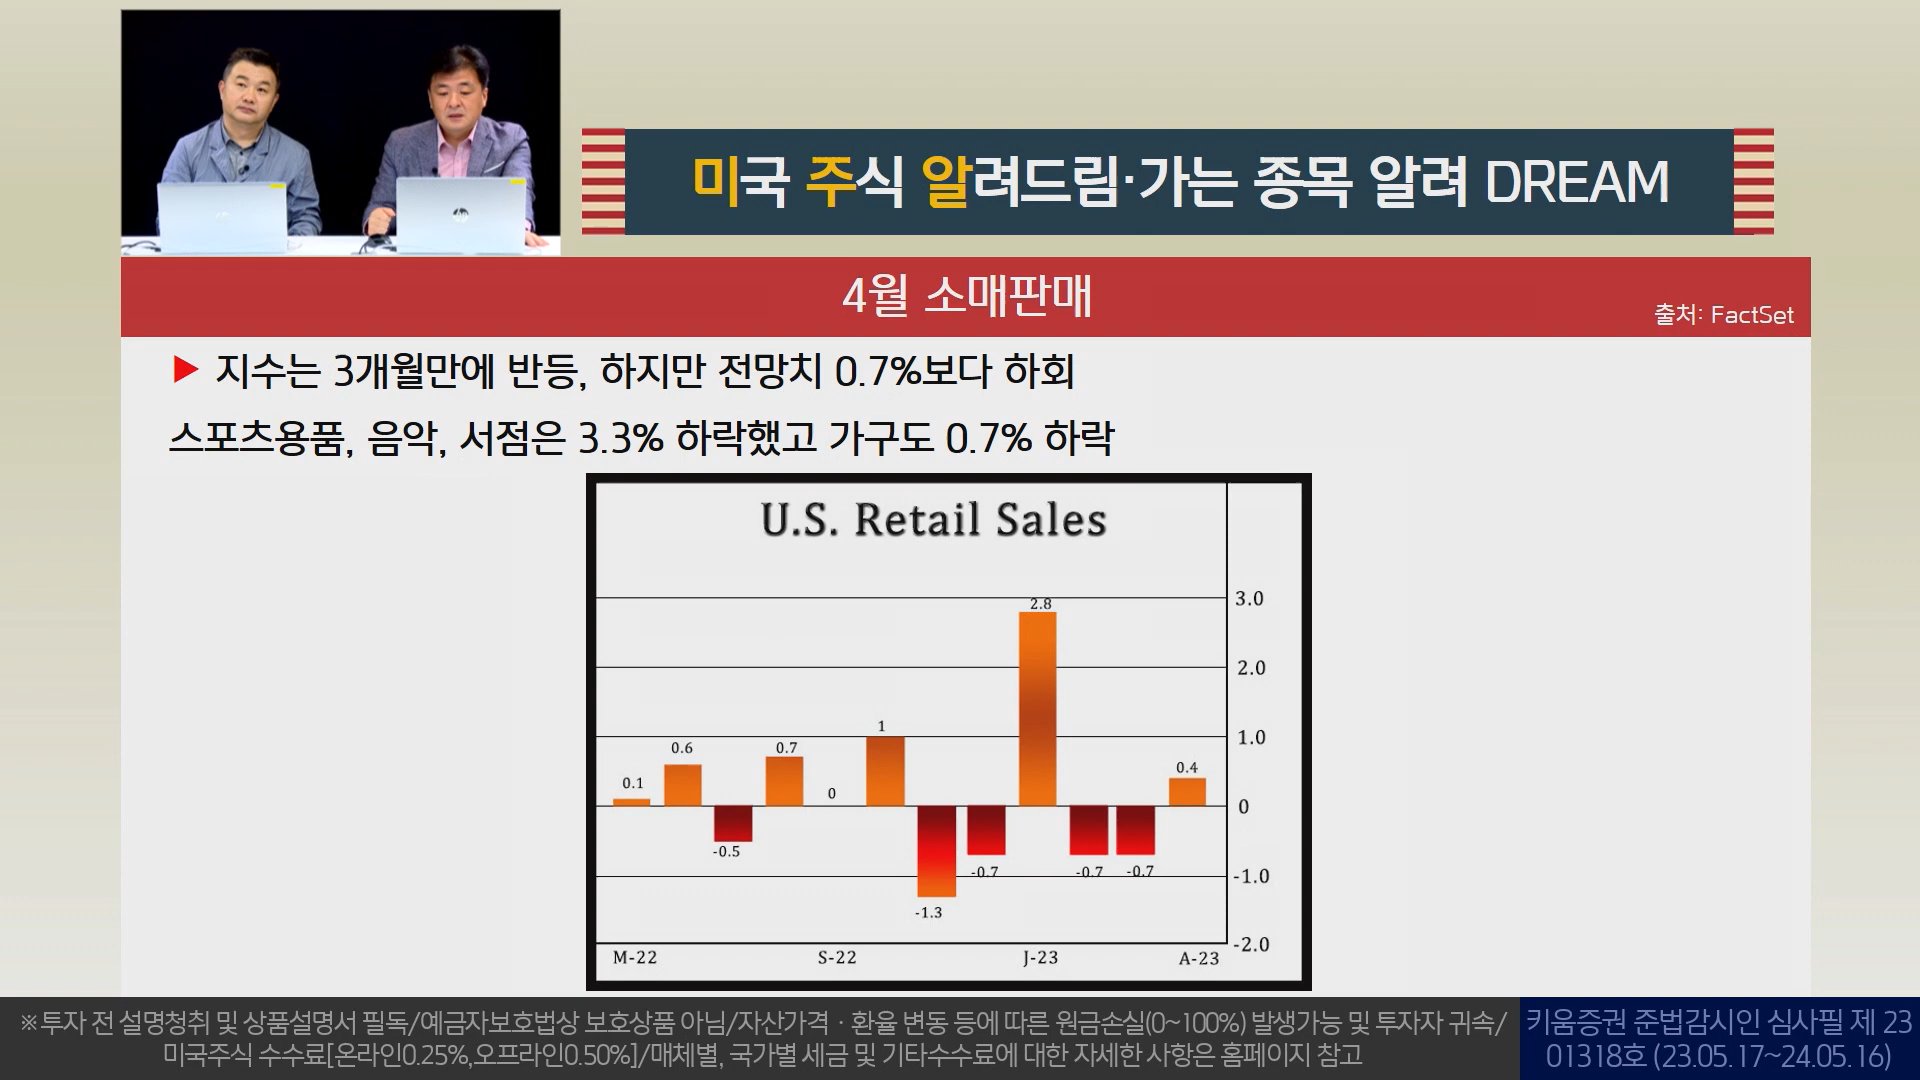 미국 주식 알려드림·가는 종목 알려 DREAM
4월 소매판매
출처: FactSet
▶ 지수는 3개월만에 반등, 하지만 전망치 0.7%보다 하회
스포츠용품, 음악, 서점은 3.3% 하락했고 가구도 0.7% 하락
U.S. Retail Sales
3.0
2.8
2.0
1
1.0
0.6
0.7
0.4
0.1
0
0
-0.5
-0.7
-0.7
-0.7
-1.0
-1.3
-2.0
M-22
S-22
J-23
A-23
※투자 전 설명청취 및 상품설명서 필독/예금자보호법상 보호상품 아님/자산가격 · 환율 변동 등에 따른 원금손실(0~100%) 발생가능 및 투자자 귀속/
미국주식 수수료[온라인0.25%,오프라인0.50%]/매체별, 국가별 세금 및 기타수수료에 대한 자세한 사항은 홈페이지 참고
키움증권 준법감시인 심사필 제 23
01318호 (23.05.17~24.05.16)
hp